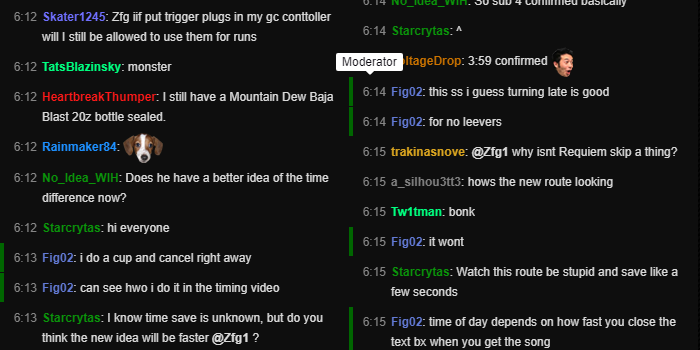 6:12 Skater1245: Zfg iif put trigger plugs in my gc conttoller
will I still be allowed to use them for runs
6:12 TatsBlazinsky: monster
6:12 HeartbreakThumper: I still have a Mountain Dew Baja
Blast 20z bottle sealed.
6:12 Rainmaker84:
6:12 No_Idea_WIH: Does he have a better idea of the time
difference now?
6:12 Starcrytas: hi everyone
6:13 Fig02: i do a cup and cancel right away
6:13 Fig02: can see hwo i do it in the timing video
6:13 Starcrytas: I know time save is unknown, but do you
think the new idea will be faster @Zfg1 ?
6:14 No_Idea_WIH: So sub 4 confirmed basically
6:14 Starcrytas: ^
Moderator
oltageDrop: 3:59 confirmed
6:14 Fig02: this ss i guess turning late is good
6:14 Fig02: for no leevers
6:15 trakinasnove: @Zfg1 why isnt Requiem skip a thing?
6:15 a_silhou3tt3: hows the new route looking
6:15 Tw1tman: bonk
6:15 Fig02: it wont
6:15 Starcrytas: Watch this route be stupid and save like a
few seconds
6:15 Fig02: time of day depends on how fast you close the
text bx when you get the song